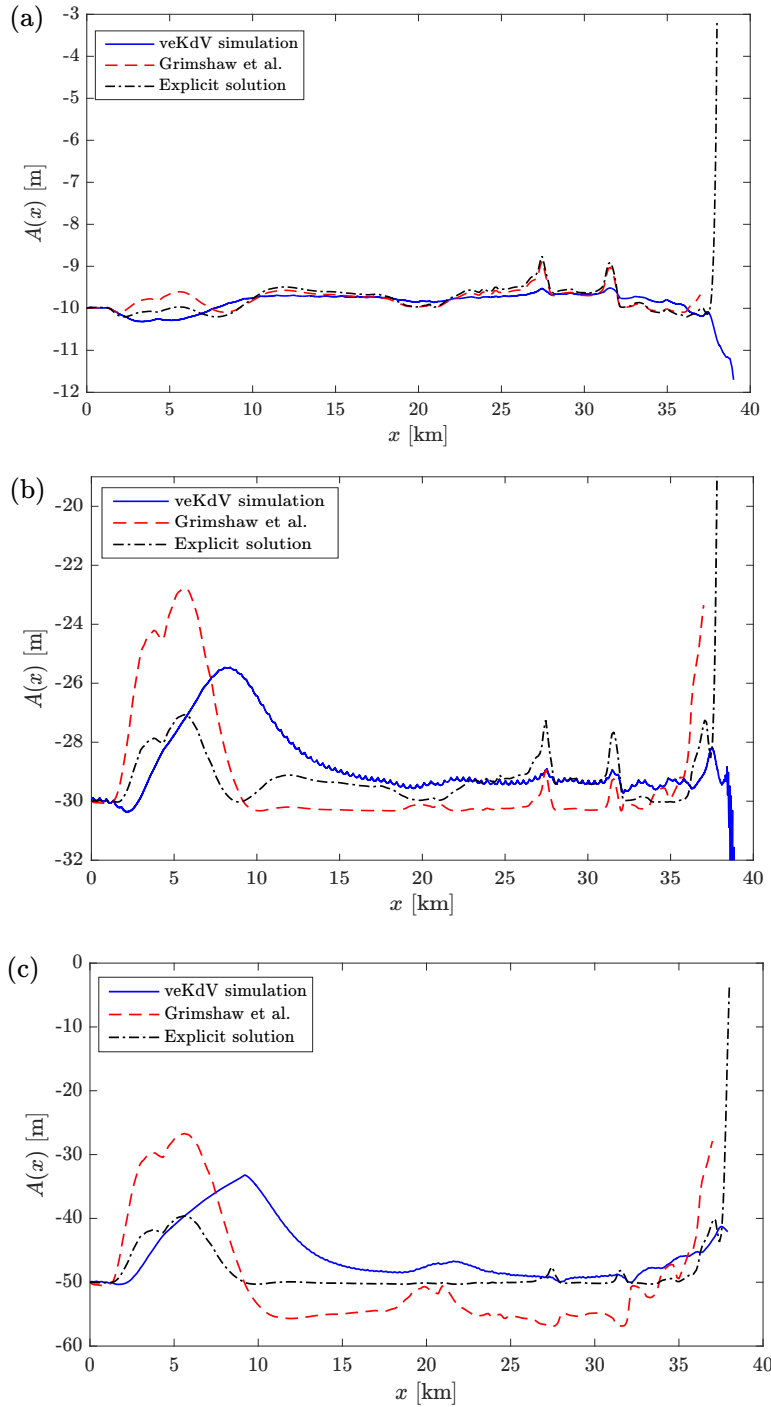 (a)
-3
-4
-5
-6
-7
-8
-9
-10
-11
-12
A(x) [m]
veKdV simulation
Grimshaw et al.
Explicit solution
0 5 10 15 20 25 30 35 40
x [km]
(b)
-20
-22
-24
-26
-28
-30
-32
A(x) [m]
veKdV simulation
Grimshaw et al.
Explicit solution
0 5 10 15 20 25 30 35 40
x [km]
(c)
0
-10
-20
-30
-40
-50
-60
A(x) [m]
veKdV simulation
Grimshaw et al.
Explicit solution
0 5 10 15 20 25 30 35 40
x [km]